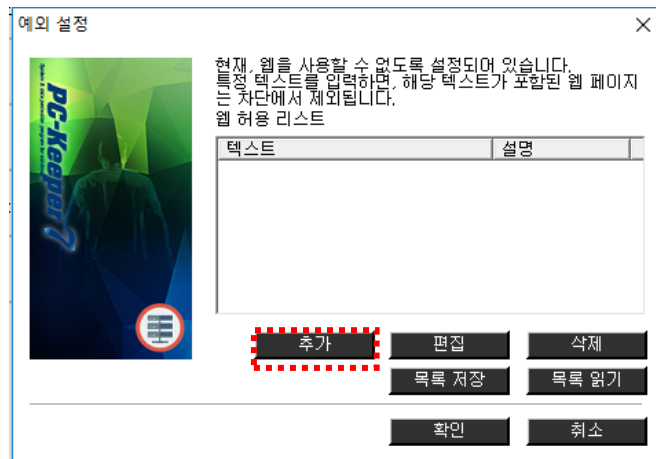 예외 설정
현재, 웹을 사용할 수 없도록 설정되어 있습니다.
특정 텍스트를 입력하면, 해당 텍스트가 포함된 웹 페이지
는 차단에서 제외됩니다.
웹 허용 리스트
텍스트 설명
PC-Keeper 7
추가 편집 삭제
목록 저장 목록 읽기
확인 취소